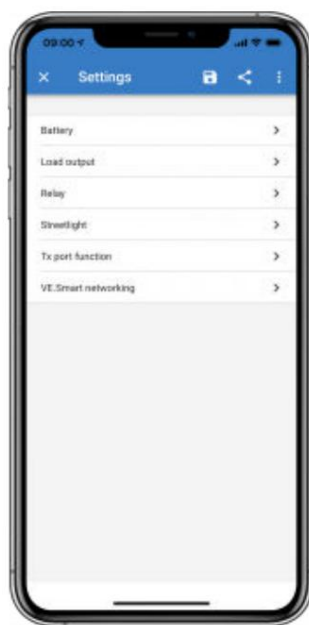 09:00
Settings
Battery
Load output
Relay
Streetlight
Tx port function
VE.Smart networking